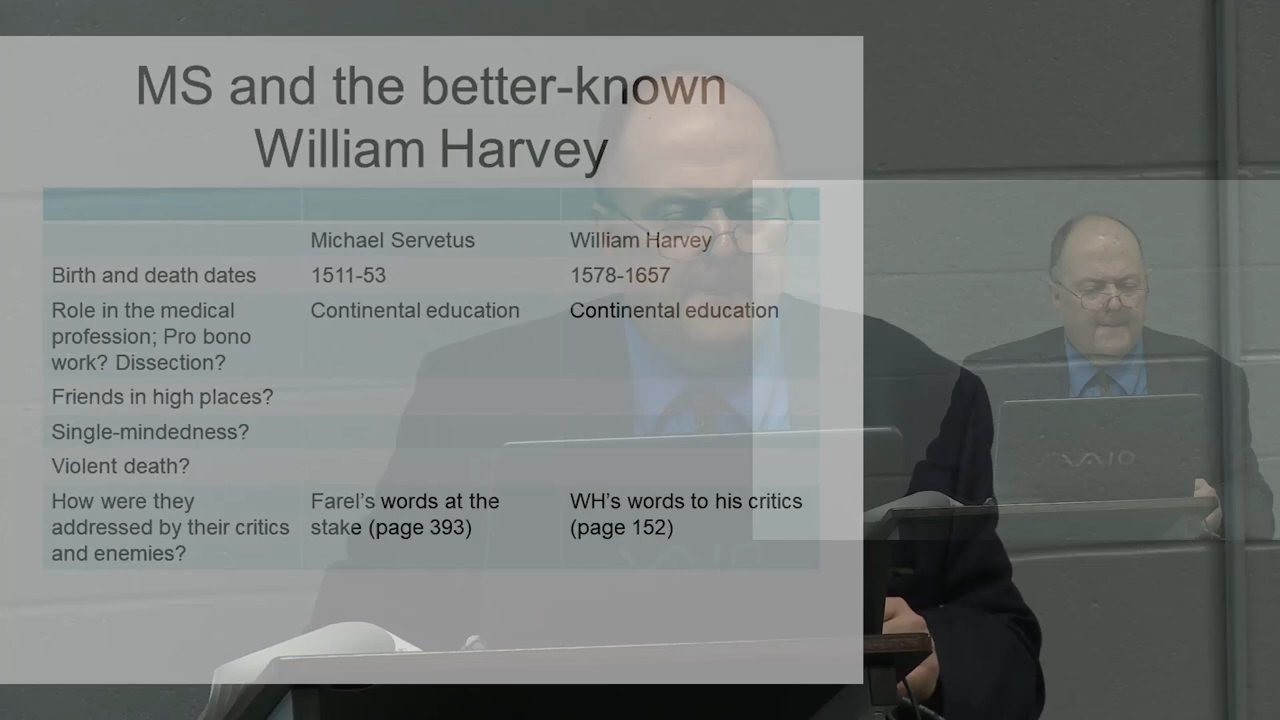 MS and the better-known
William Harvey
Michael Servetus William Harvey
Birth and death dates 1511-53 1578-1657
Role in the medical Continental education Continental education
profession; Pro bono
work? Dissection?
Friends in high places?
Single-mindedness?
Violent death?
How were they Farel's words at the WH's words to his critics
addressed by their critics stake (page 393) (page 152)
and enemies?
VAIO
VAIO